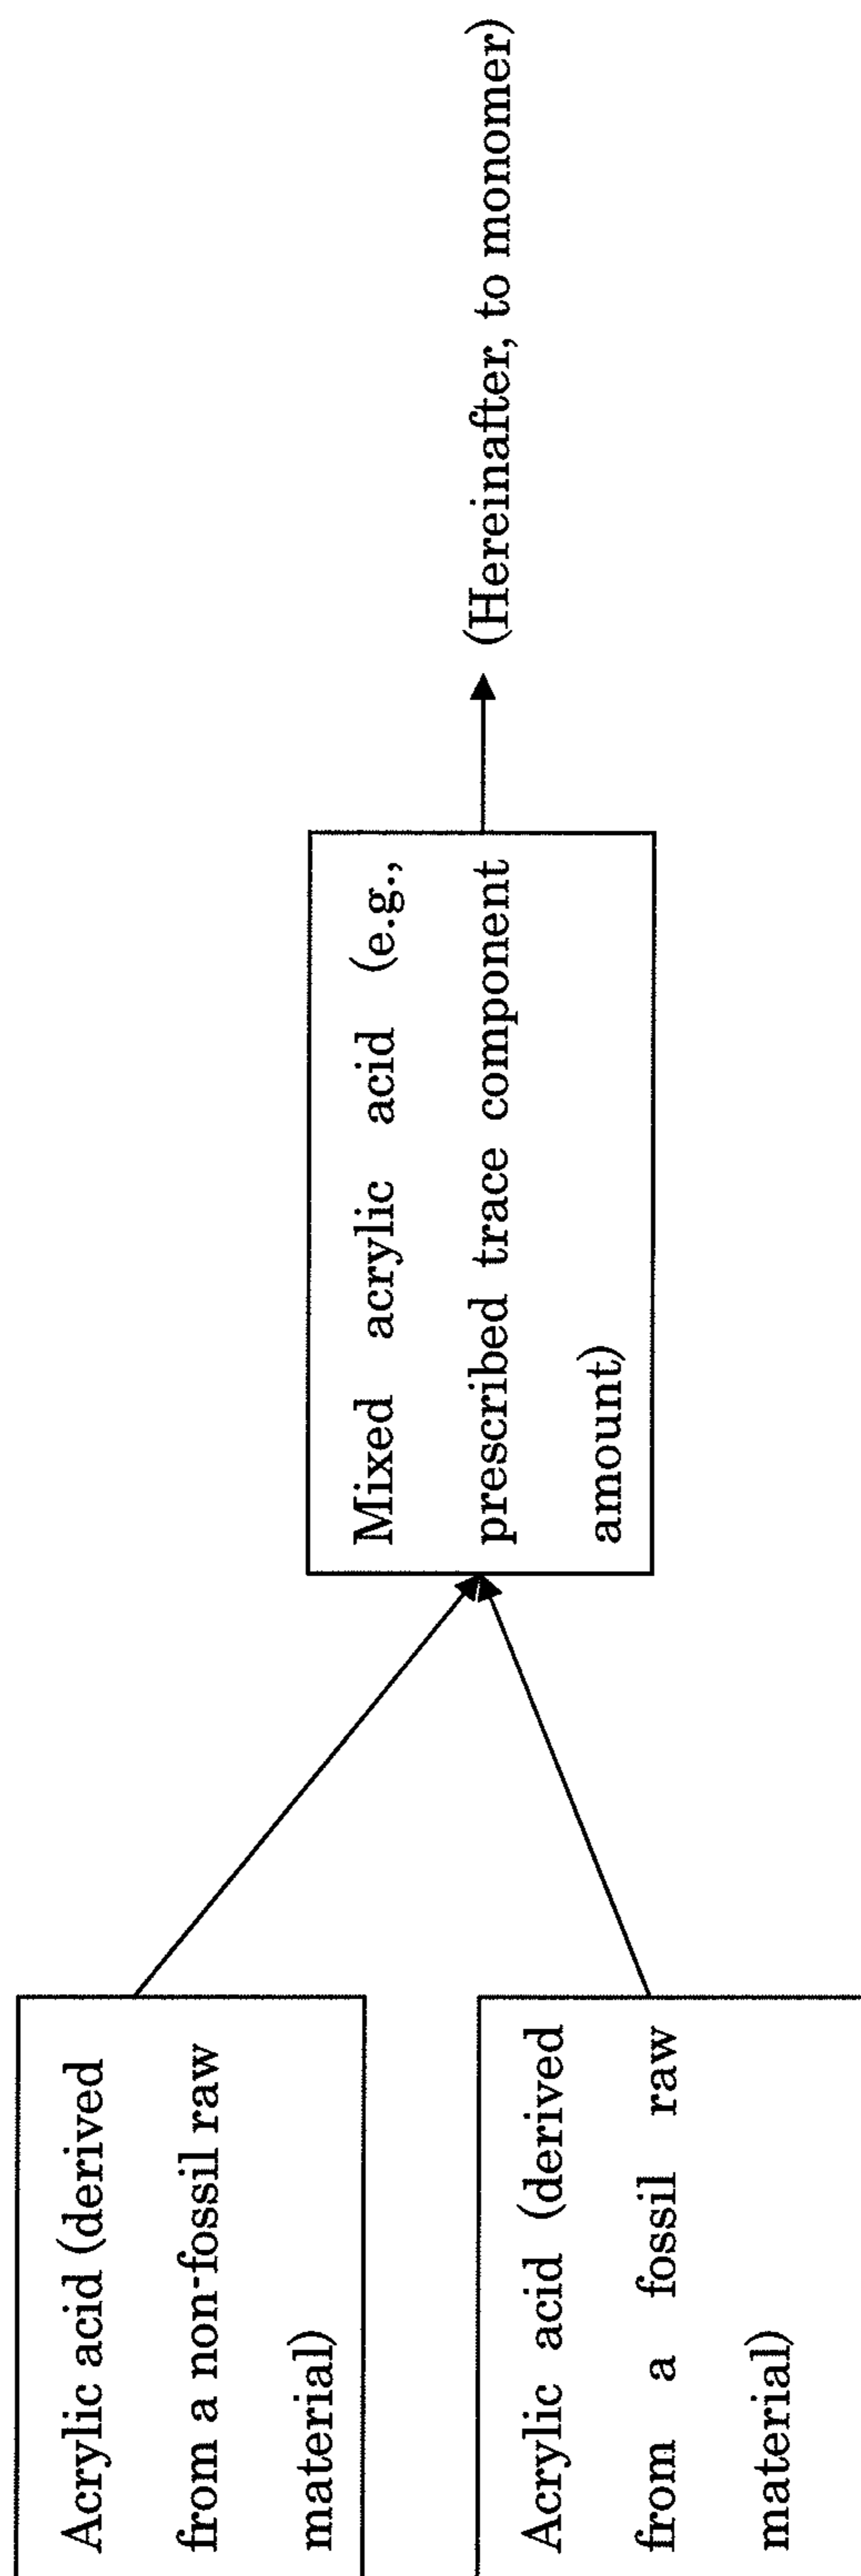 Acrylic acid (derived
from a non-fossil raw
material)
Acrylic acid (derived
from a fossil raw
material)
Mixed acrylic acid (e.g.,
prescribed trace component
amount)
(Hereinafter, to monomer)